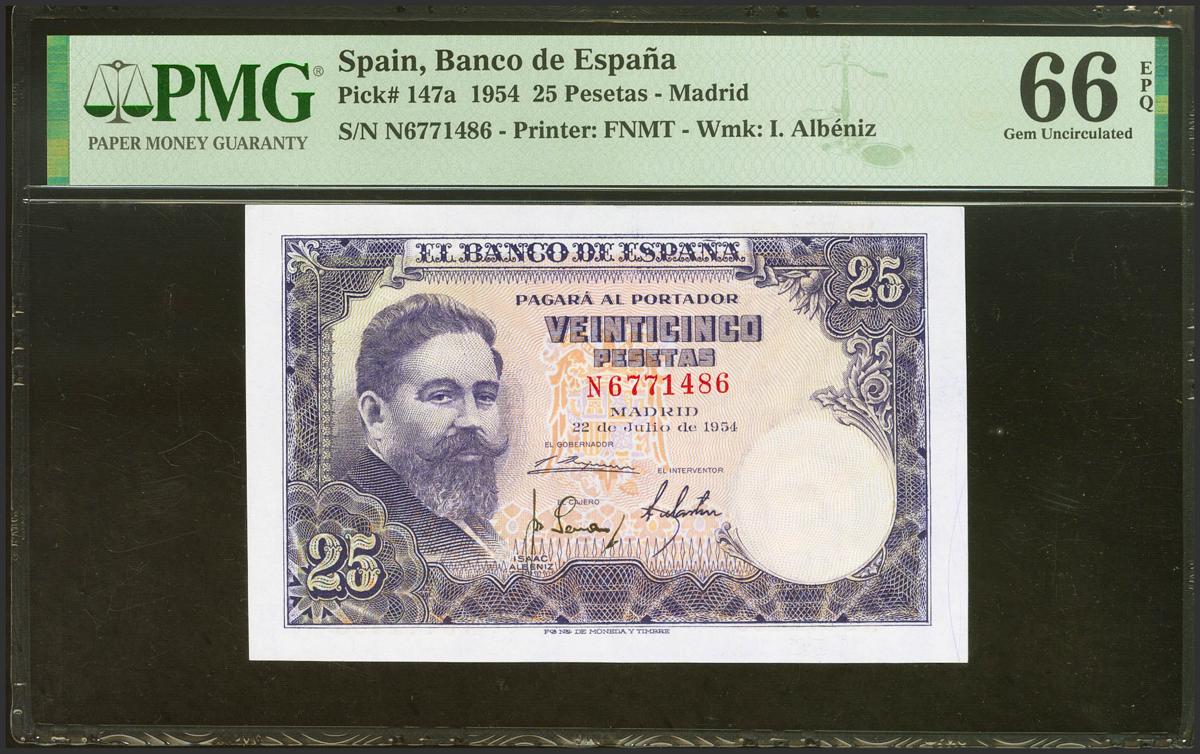 PMG®
PAPER MONEY GUARANTY
Spain, Banco de España
Pick# 147a 1954 25 Pesetas - Madrid
S/N N6771486 - Printer: FNMT - Wmk: I. Albéniz
66
EPQ
Gem Uncirculated
EL BANCO DE ESPAÑA
25
PAGARÁ AL PORTADOR
VEINTICINCO
PESETAS
N6771486
MADRID
22 de Julio de 1954
EL GOBERNADOR
EL INTERVENTOR
EL CAJERO
ISAAC
ALBENIZ
25
FCA NAL DE MONEDA Y TIMBRE